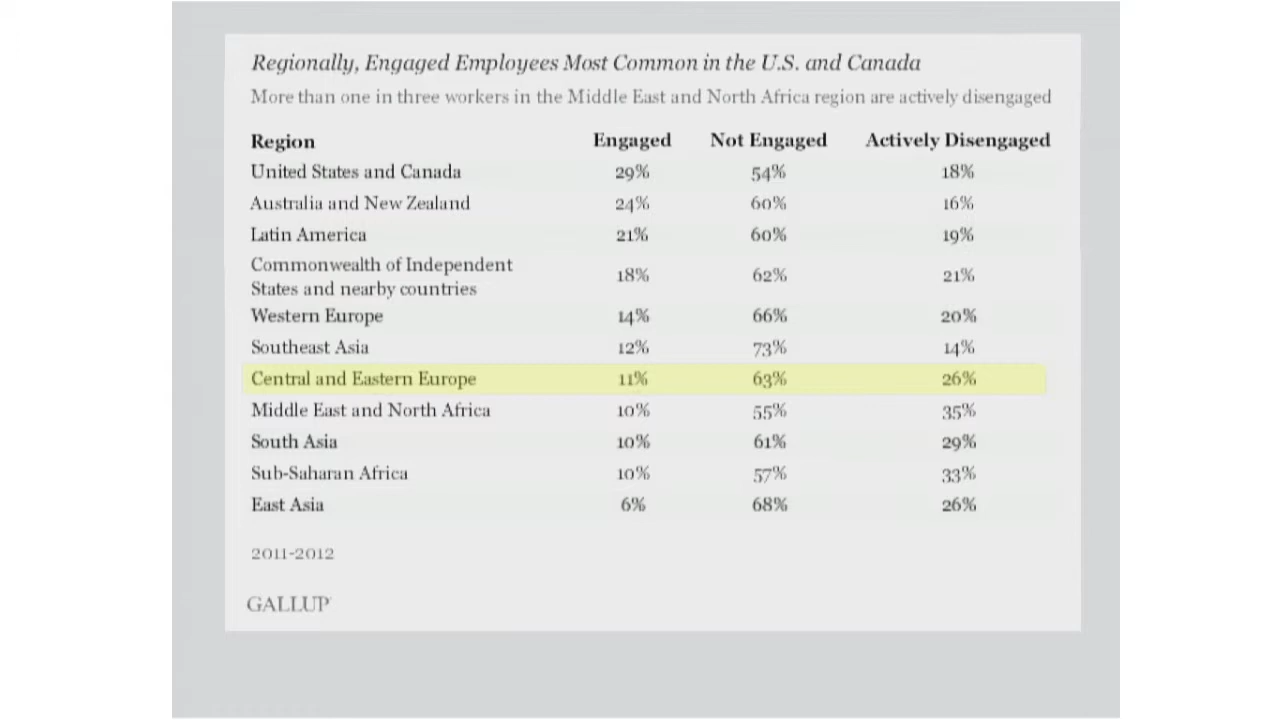 Regionally, Engaged Employees Most Common in the U.S. and Canada
More than one in three workers in the Middle East and North Africa region are actively disengaged
Region Engaged Not Engaged Actively Disengaged
United States and Canada 29% 54% 18%
Australia and New Zealand 24% 60% 16%
Latin America 21% 60% 19%
Commonwealth of Independent
States and nearby countries 18% 62% 21%
Western Europe 14% 66% 20%
Southeast Asia 12% 73% 14%
Central and Eastern Europe 11% 63% 26%
Middle East and North Africa 10% 55% 35%
South Asia 10% 61% 29%
Sub-Saharan Africa 10% 57% 33%
East Asia 6% 68% 26%
2011-2012
GALLUP